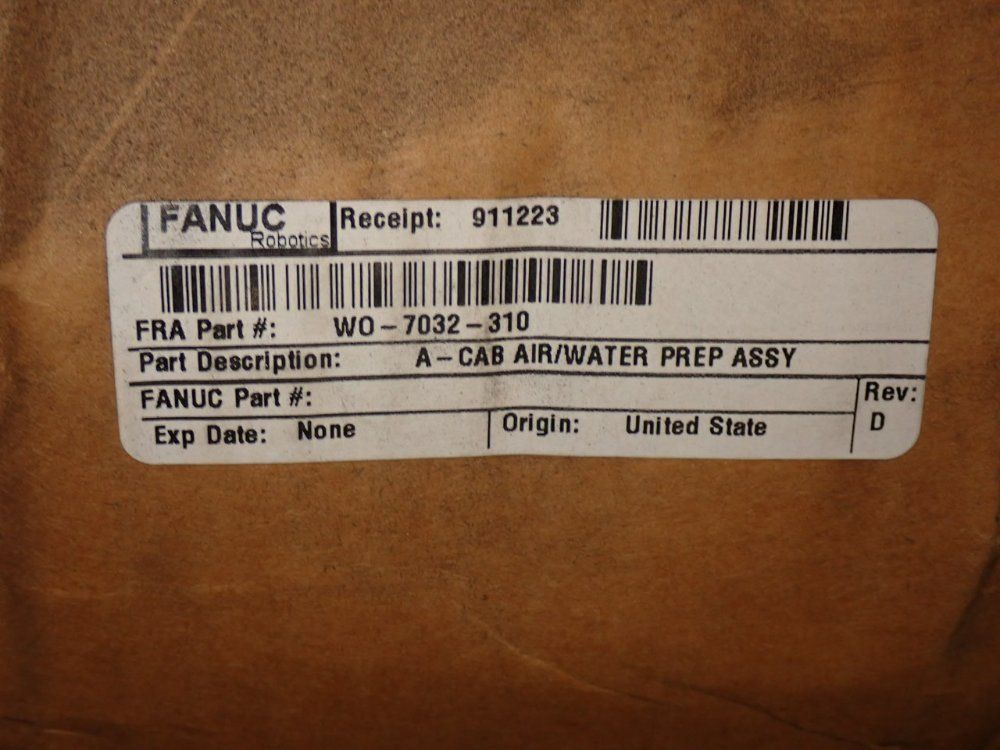 FANUC
Robotics
Receipt: 911223
FRA Part #: WO-7032-310
Part Description: A-CAB AIR/WATER PREP ASSY
FANUC Part #:
Rev:
D
Exp Date: None
Origin: United State